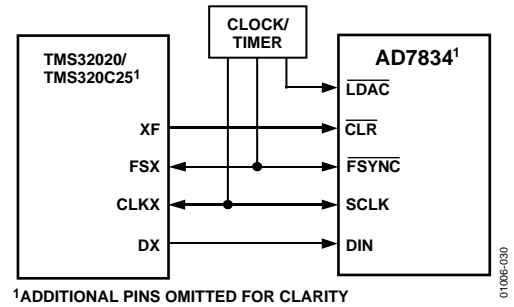 CLOCK/
TIMER
TMS32020/
TMS320C25¹
AD7834¹
LDAC
XF
CLR
FSX
FSYNC
CLKX
SCLK
DX
DIN
¹ADDITIONAL PINS OMITTED FOR CLARITY
01006-030